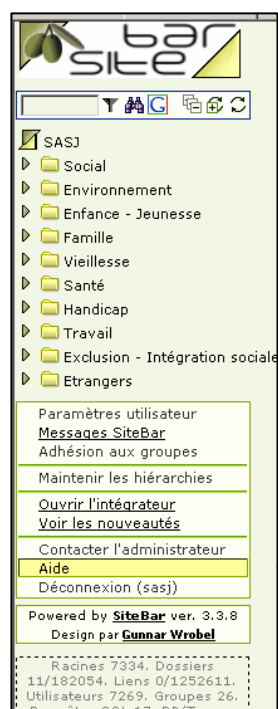 bar
site
SASJ
Social
Environnement
Enfance - Jeunesse
Famille
Vieillesse
Santé
Handicap
Travail
Exclusion - Intégration sociale
Etrangers
Paramètres utilisateur
Messages SiteBar
Adhésion aux groupes
Maintenir les hiérarchies
Ouvrir l'intégrateur
Voir les nouveautés
Contacter l'administrateur
Aide
Déconnexion (sasj)
Powered by SiteBar ver. 3.3.8
Design par Gunnar Wrobel
Racines 7334. Dossiers
11/182054. Liens 0/1252611.
Utilisateurs 7269. Groupes 26.